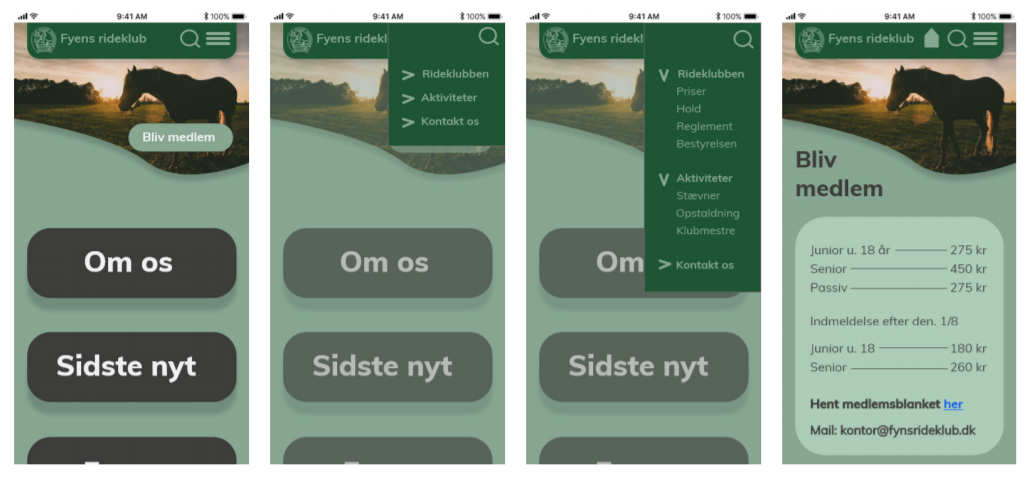 9:41 AM
100%
Fyens rideklub
Bliv medlem
Om os
Sidste nyt
9:41 AM
100%
Fyens ridekl
> Rideklubben
> Aktiviteter
> Kontakt os
Om os
Sidste nyt
9:41 AM
100%
Fyens ridekl
Rideklubben
Priser
Hold
Reglement
Bestyrelsen
Aktiviteter
Stævner
Opstaldning
Klubmestre
> Kontakt os
Om
Sidste nyt
9:41 AM
100%
Fyens rideklub
Bliv
medlem
Junior u. 18 år 275 kr
Senior 450 kr
Passiv 275 kr
Indmeldelse efter den. 1/8
Junior u. 18 180 kr
Senior 260 kr
Hent medlemsblanket her
Mail: kontor@fynsrideklub.dk